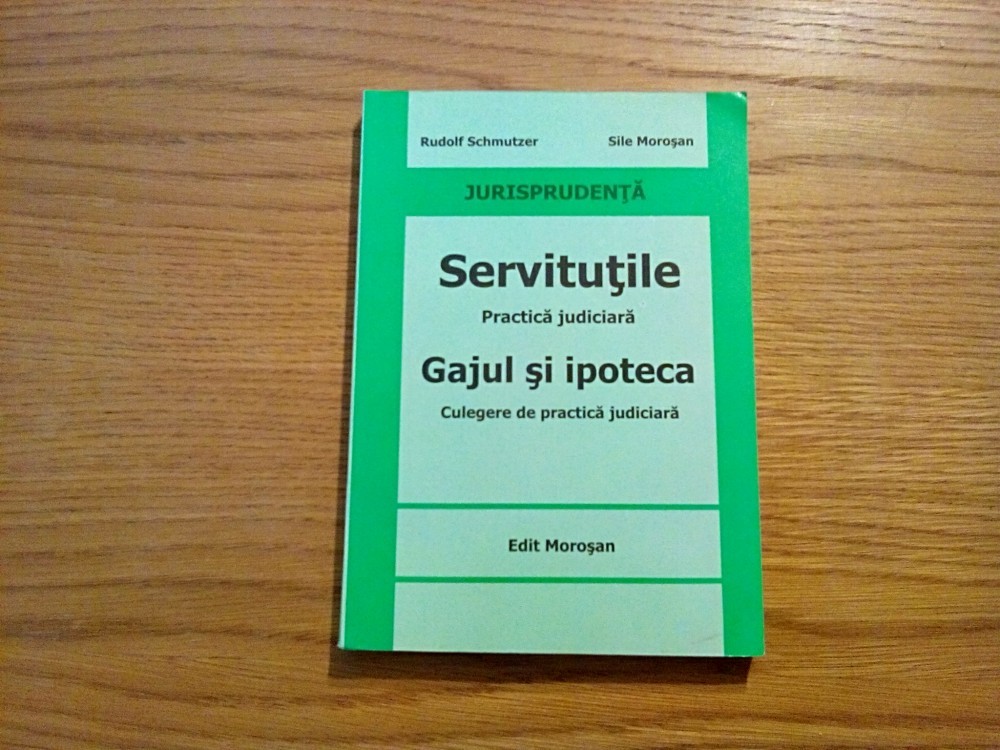 Rudolf Schmutzer Sile Moroşan
JURISPRUDENŢĂ
Servituţile
Practică judiciară
Gajul şi ipoteca
Culegere de practică judiciară
Edit Moroşan